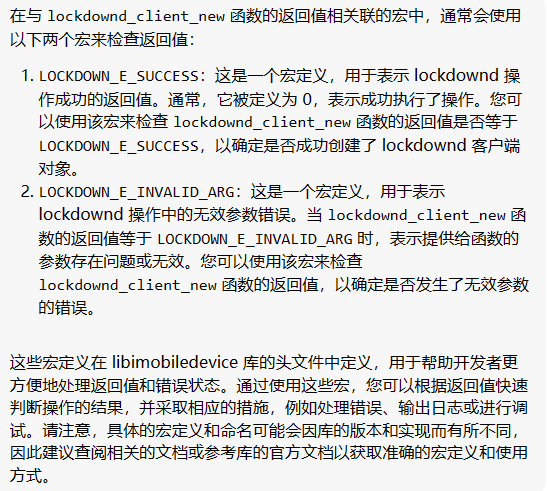 在与 lockdownd_client_new 函数的返回值相关联的宏中，通常会使用
以下两个宏来检查返回值：
1. LOCKDOWN_E_SUCCESS：这是一个宏定义，用于表示 lockdownd 操
作成功的返回值。通常，它被定义为 0，表示成功执行了操作。您可
以使用该宏来检查 lockdownd_client_new 函数的返回值是否等于
LOCKDOWN_E_SUCCESS，以确定是否成功创建了 lockdownd 客户端
对象。
2. LOCKDOWN_E_INVALID_ARG：这是一个宏定义，用于表示
lockdownd 操作中的无效参数错误。当 lockdownd_client_new 函
数的返回值等于 LOCKDOWN_E_INVALID_ARG 时，表示提供给函数的
参数存在问题或无效。您可以使用该宏来检查
lockdownd_client_new 函数的返回值，以确定是否发生了无效参数
的错误。
这些宏定义在 libimobiledevice 库的头文件中定义，用于帮助开发者更
方便地处理返回值和错误状态。通过使用这些宏，您可以根据返回值快速
判断操作的结果，并采取相应的措施，例如处理错误、输出日志或进行调
试。请注意，具体的宏定义和命名可能会因库的版本和实现而有所不同，
因此建议查阅相关的文档或参考库的官方文档以获取准确的宏定义和使用
方式。